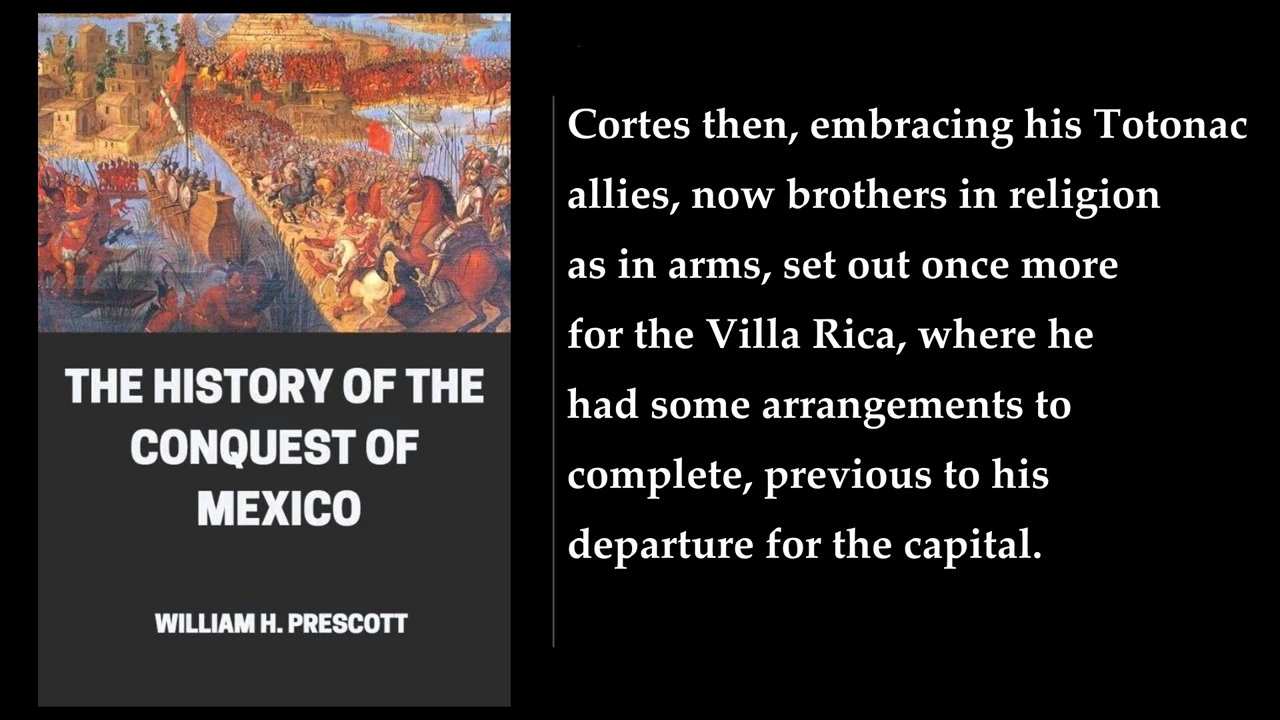 THE HISTORY OF THE
CONQUEST OF
MEXICO
WILLIAM H. PRESCOTT
Cortes then, embracing his Totonac
allies, now brothers in religion
as in arms, set out once more
for the Villa Rica, where he
had some arrangements to
complete, previous to his
departure for the capital.